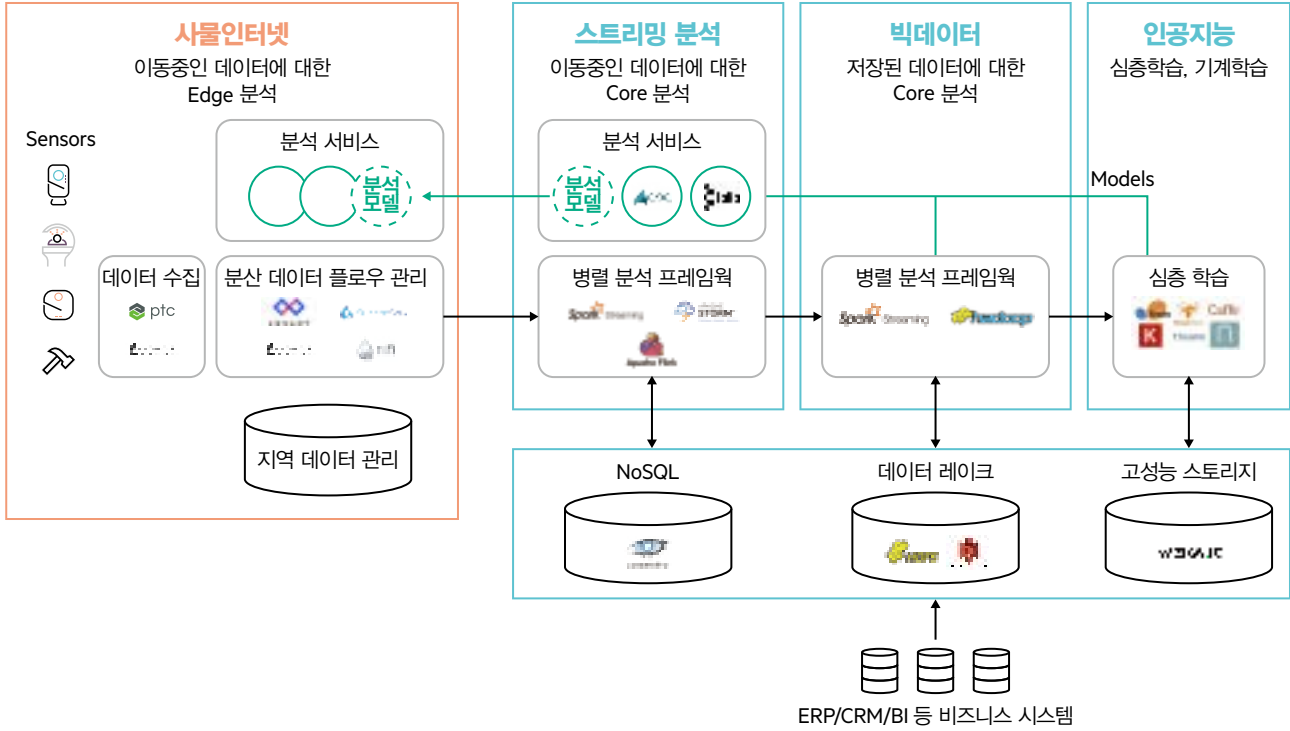 사물인터넷
이동중인 데이터에 대한
Edge 분석
Sensors
분석 서비스
분석
모델
데이터 수집
ptc
분산 데이터 플로우 관리
nifi
지역 데이터 관리
스트리밍 분석
이동중인 데이터에 대한
Core 분석
분석 서비스
분석
모델
병렬 분석 프레임웍
Spark Streaming
STORM
Apache Flink
빅데이터
저장된 데이터에 대한
Core 분석
병렬 분석 프레임웍
Spark Streaming
인공지능
심층학습, 기계학습
Models
심층 학습
Caffe
K
NoSQL
데이터 레이크
고성능 스토리지
ERP/CRM/BI 등 비즈니스 시스템